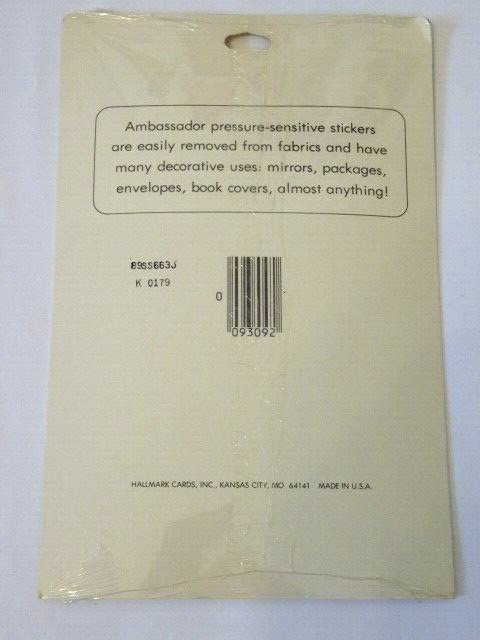 Ambassador pressure-sensitive stickers
are easily removed from fabrics and have
many decorative uses: mirrors, packages,
envelopes, book covers, almost anything!
89SS663J
K 0179
0
093092
HALLMARK CARDS, INC., KANSAS CITY, MO 64141 MADE IN U.S.A.